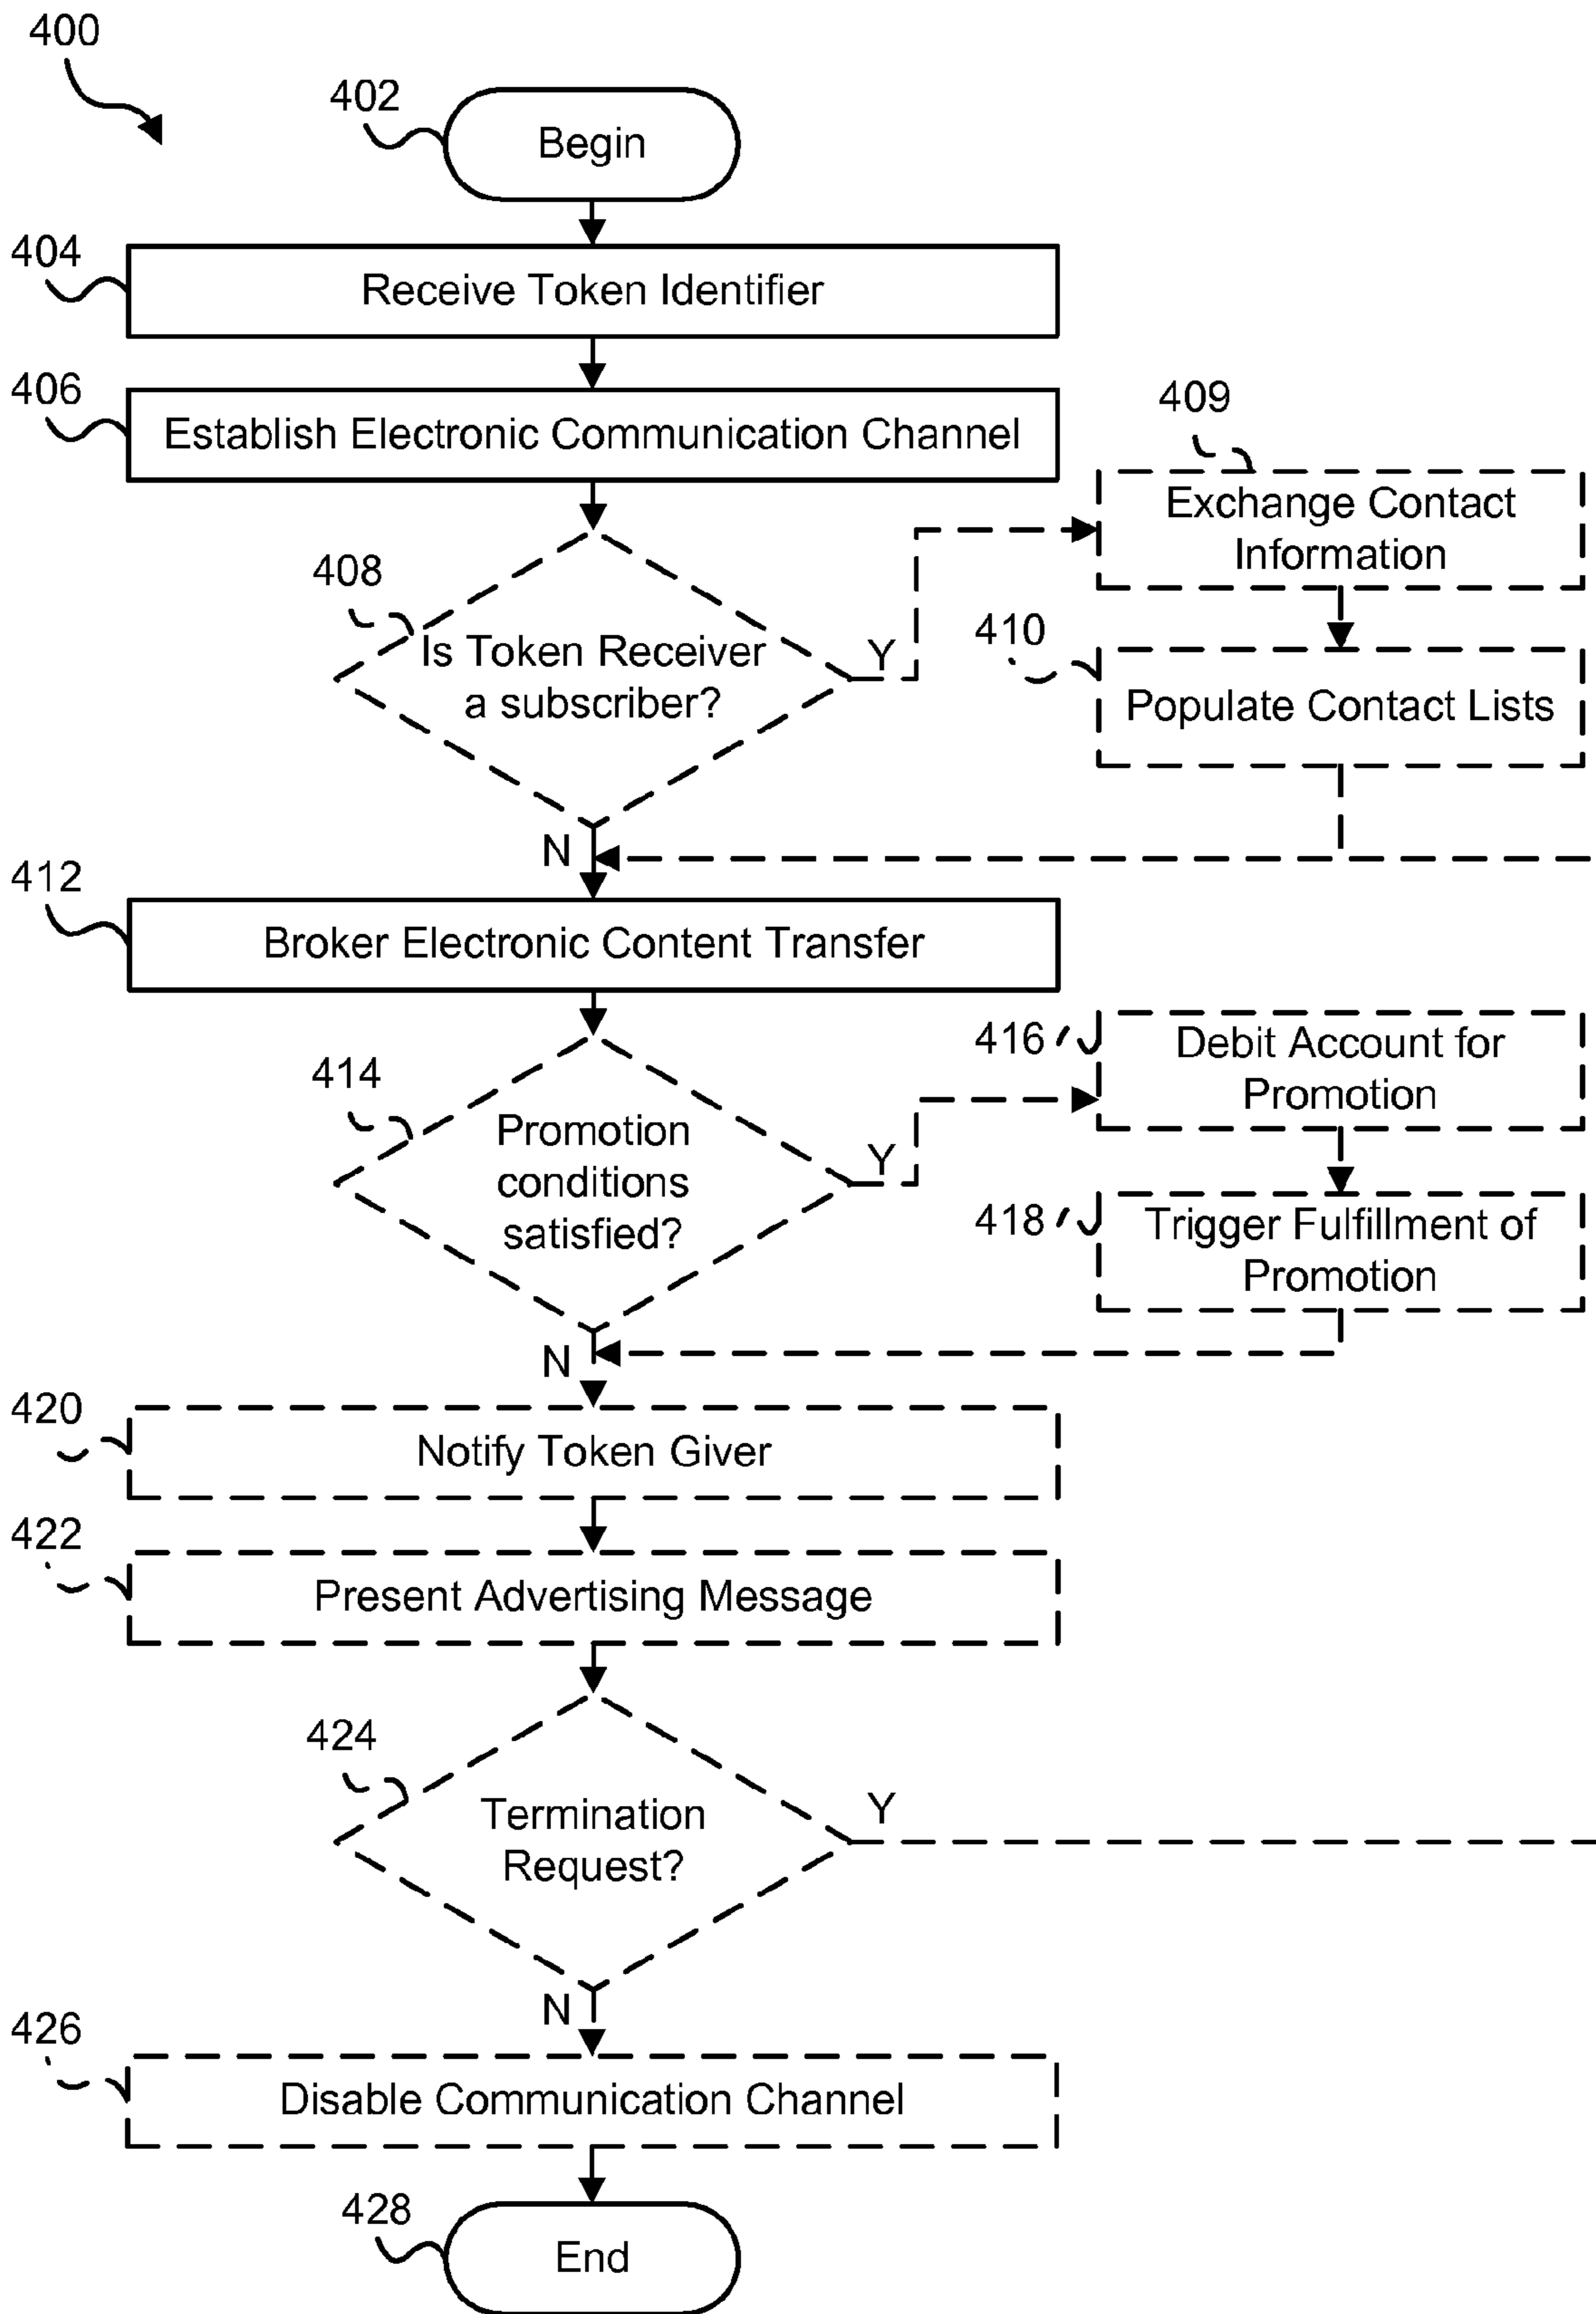 400
402
Begin
404
Receive Token Identifier
406
Establish Electronic Communication Channel
409
Exchange Contact
Information
408
Is Token Receiver
a subscriber?
Y
410
Populate Contact Lists
N
412
Broker Electronic Content Transfer
414
Promotion
conditions
satisfied?
Y
416
Debit Account for
Promotion
418
Trigger Fulfillment of
Promotion
N
420
Notify Token Giver
422
Present Advertising Message
424
Termination
Request?
Y
N
426
Disable Communication Channel
428
End